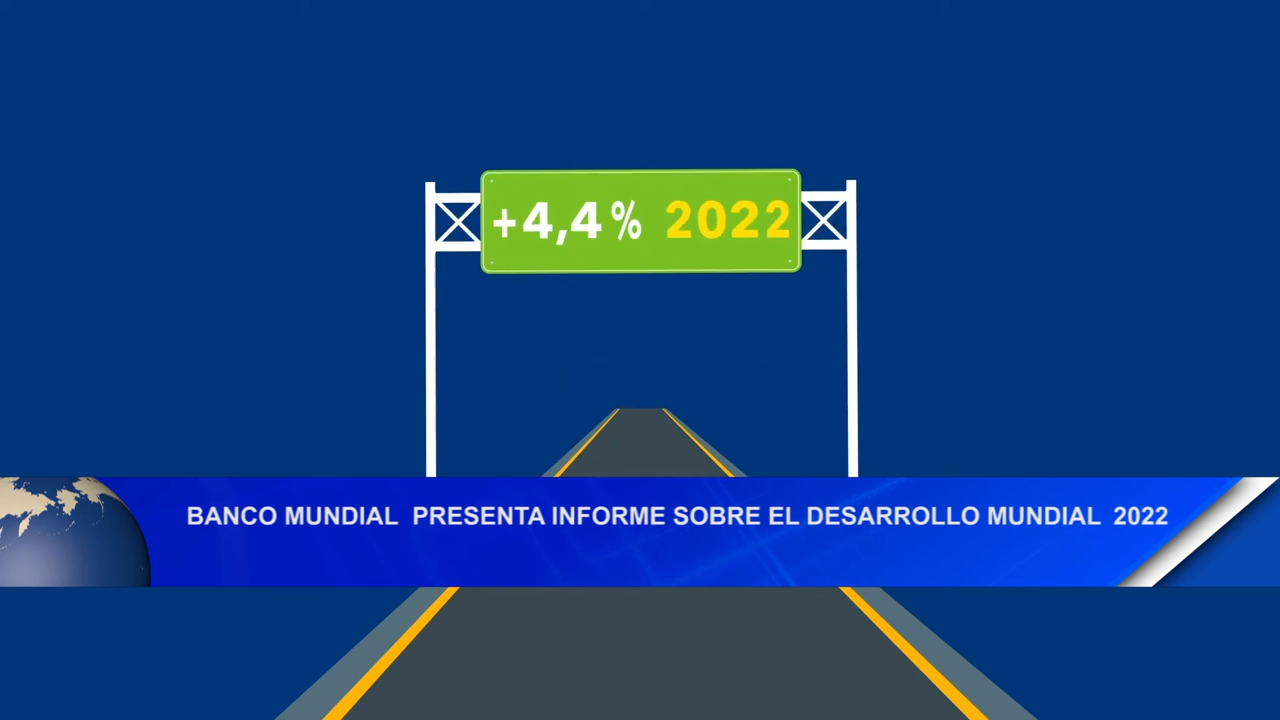 +4,4% 2022
BANCO MUNDIAL PRESENTA INFORME SOBRE EL DESARROLLO MUNDIAL 2022